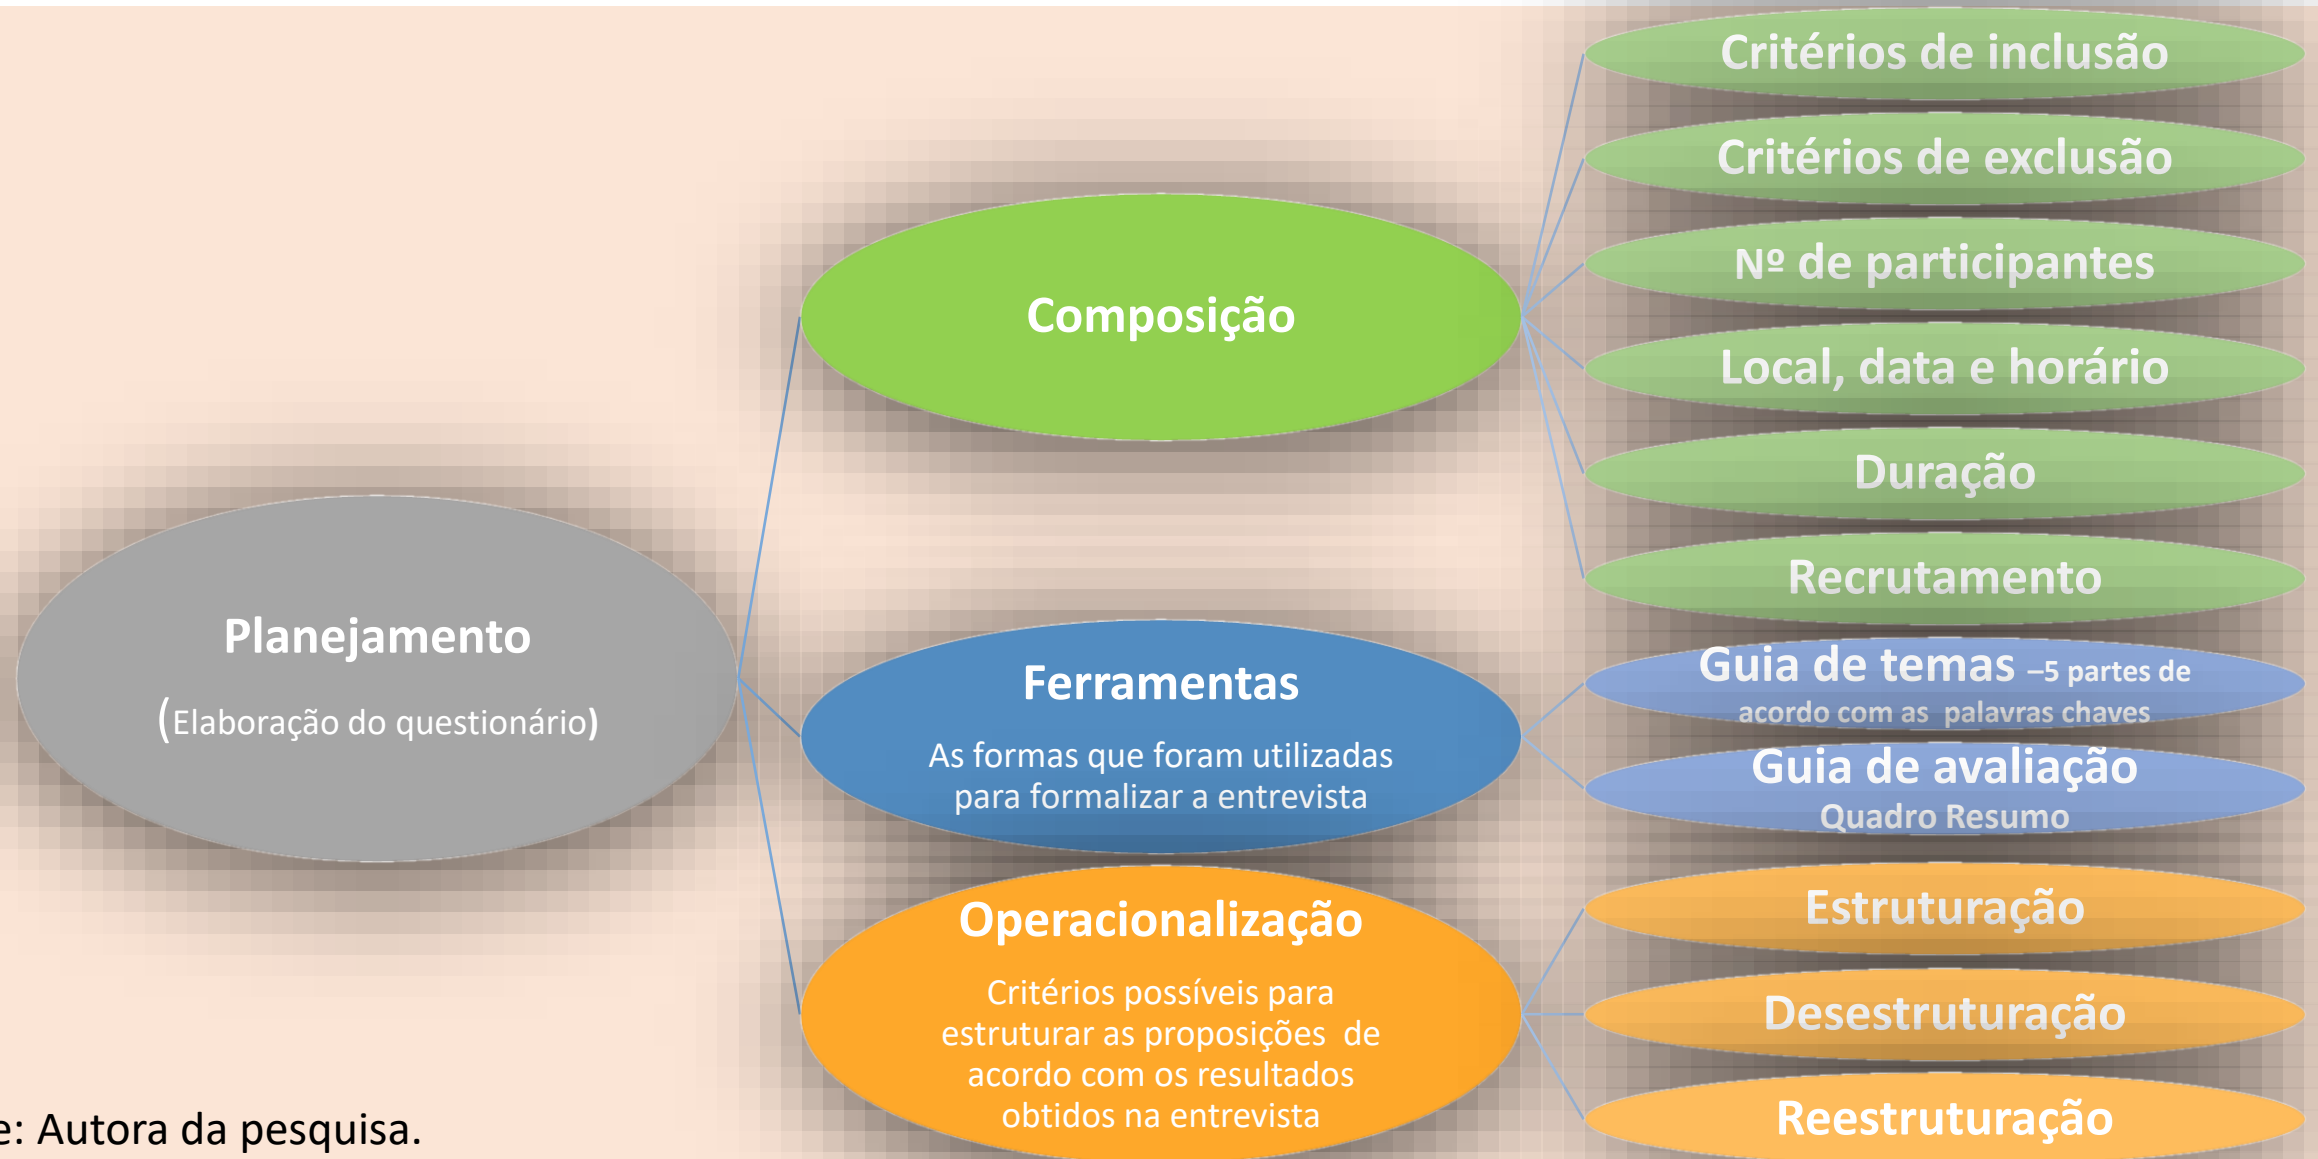 Planejamento
(Elaboração do questionário)
Composição
Ferramentas
As formas que foram utilizadas
para formalizar a entrevista
Operacionalização
Critérios possíveis para
estruturar as proposições de
acordo com os resultados
obtidos na entrevista
Critérios de inclusão
Critérios de exclusão
Nº de participantes
Local, data e horário
Duração
Recrutamento
Guia de temas –5 partes de
acordo com as palavras chaves
Guia de avaliação
Quadro Resumo
Estruturação
Desestruturação
Reestruturação
e: Autora da pesquisa.